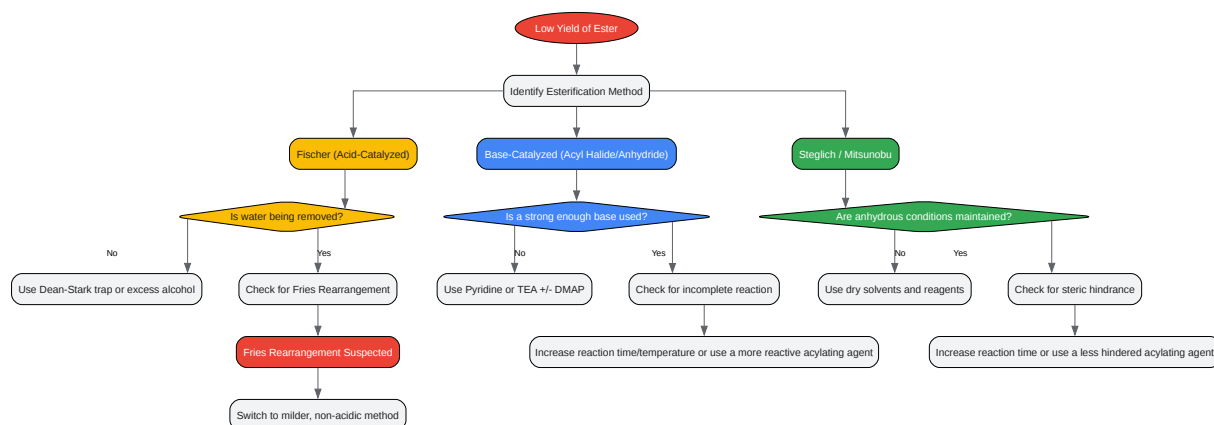 Low Yield of Ester
Identify Esterification Method
Fischer (Acid-Catalyzed)
Base-Catalyzed (Acyl Halide/Anhydride)
Steglich / Mitsunobu
Is water being removed?
Is a strong enough base used?
Are anhydrous conditions maintained?
No
Yes
No
Yes
No
Yes
Use Dean-Stark trap or excess alcohol
Check for Fries Rearrangement
Use Pyridine or TEA +/- DMAP
Check for incomplete reaction
Use dry solvents and reagents
Check for steric hindrance
Fries Rearrangement Suspected
Increase reaction time/temperature or use a more reactive acylating agent
Increase reaction time or use a less hindered acylating agent
Switch to milder, non-acidic method